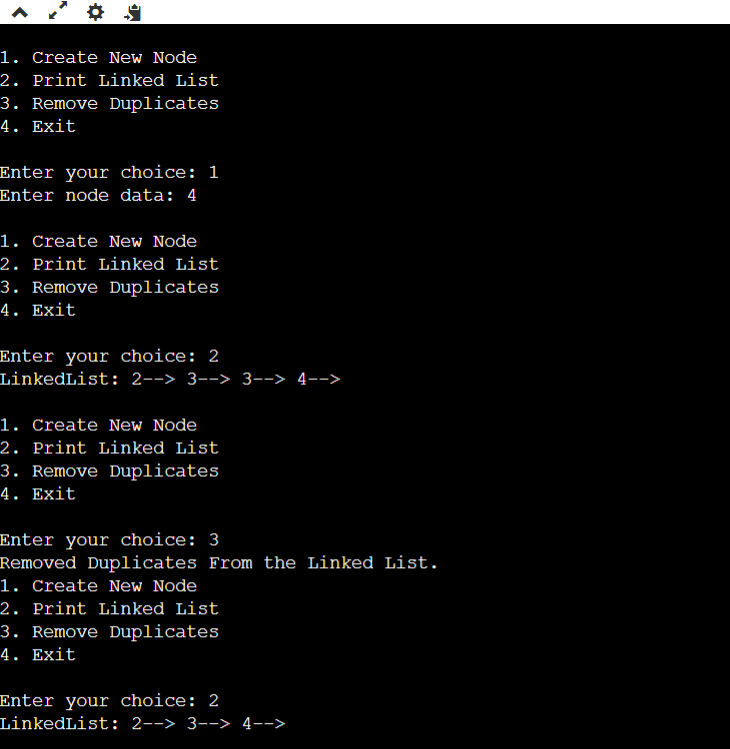 1. Create New Node
2. Print Linked List
3. Remove Duplicates
4. Exit
Enter your choice: 1
Enter node data: 4
1. Create New Node
2. Print Linked List
3. Remove Duplicates
4. Exit
Enter your choice: 2
LinkedList: 2--> 3--> 3--> 4-->
1. Create New Node
2. Print Linked List
3. Remove Duplicates
4. Exit
Enter your choice: 3
Removed Duplicates From the Linked List.
1. Create New Node
2. Print Linked List
3. Remove Duplicates
4. Exit
Enter your choice: 2
LinkedList: 2--> 3--> 4-->